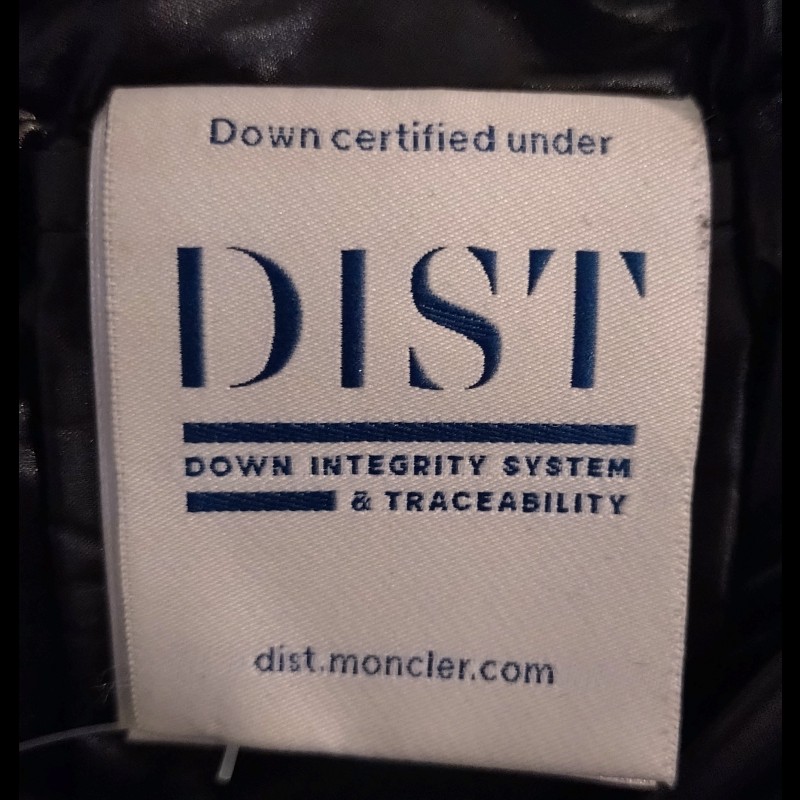 Down certified under
DIST
DOWN INTEGRITY SYSTEM
& TRACEABILITY
dist.moncler.com